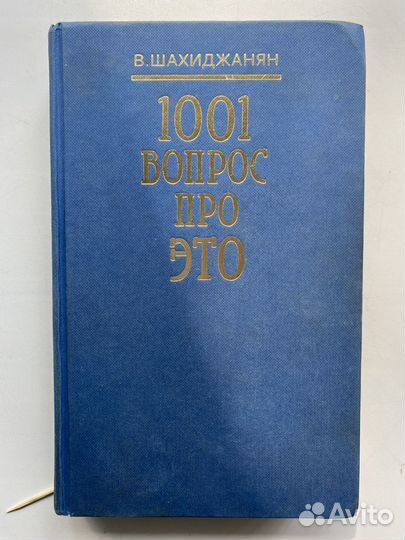 В. ШАХИДЖАНЯН
1001
ВОПРОС
ПРО
ЭТО
Avito